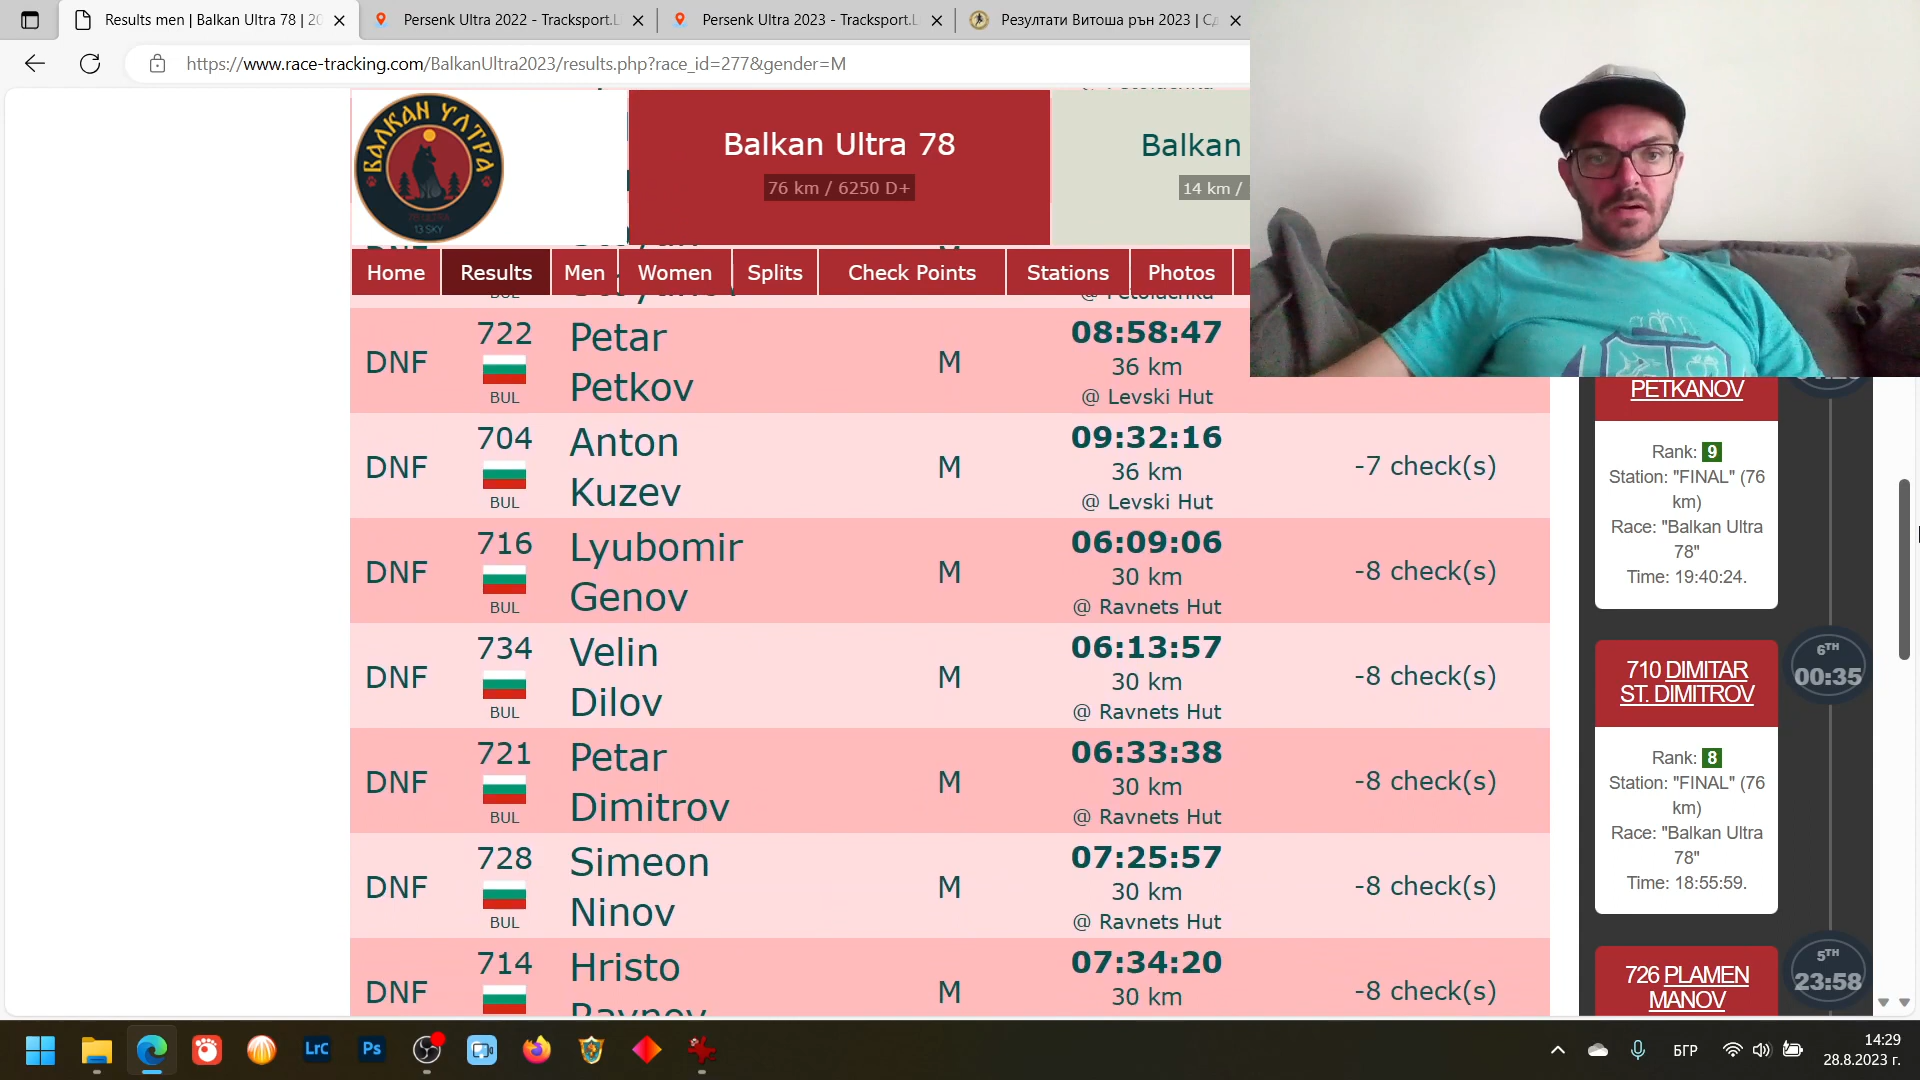 Results men | Balkan Ultra 78 | 20
Persenk Ultra 2022 - Tracksport.L
Persenk Ultra 2023 - Tracksport.L
Резултати Витоша рън 2023 | Сд
https://www.race-tracking.com/BalkanUltra2023/results.php?race_id=277&gender=M
БАЛКАН УЛТРА
13 SKY
Balkan Ultra 78
76 km / 6250 D+
Balkan
14 km /
Home
Results
Men
Women
Splits
Check Points
Stations
Photos
DNF
722
BUL
Petar
Petkov
M
08:58:47
36 km
@ Levski Hut
DNF
704
BUL
Anton
Kuzev
M
09:32:16
36 km
@ Levski Hut
-7 check(s)
DNF
716
BUL
Lyubomir
Genov
M
06:09:06
30 km
@ Ravnets Hut
-8 check(s)
DNF
734
BUL
Velin
Dilov
M
06:13:57
30 km
@ Ravnets Hut
-8 check(s)
DNF
721
BUL
Petar
Dimitrov
M
06:33:38
30 km
@ Ravnets Hut
-8 check(s)
DNF
728
BUL
Simeon
Ninov
M
07:25:57
30 km
@ Ravnets Hut
-8 check(s)
DNF
714
Hristo
M
07:34:20
30 km
-8 check(s)
PETKANOV
Rank: 9
Station: "FINAL" (76
km)
Race: "Balkan Ultra
78"
Time: 19:40:24.
710 DIMITAR
ST. DIMITROV
6TH
00:35
Rank: 8
Station: "FINAL" (76
km)
Race: "Balkan Ultra
78"
Time: 18:55:59.
726 PLAMEN
MANOV
5TH
23:58
LrC
Ps
БГР
14:29
28.8.2023 г.